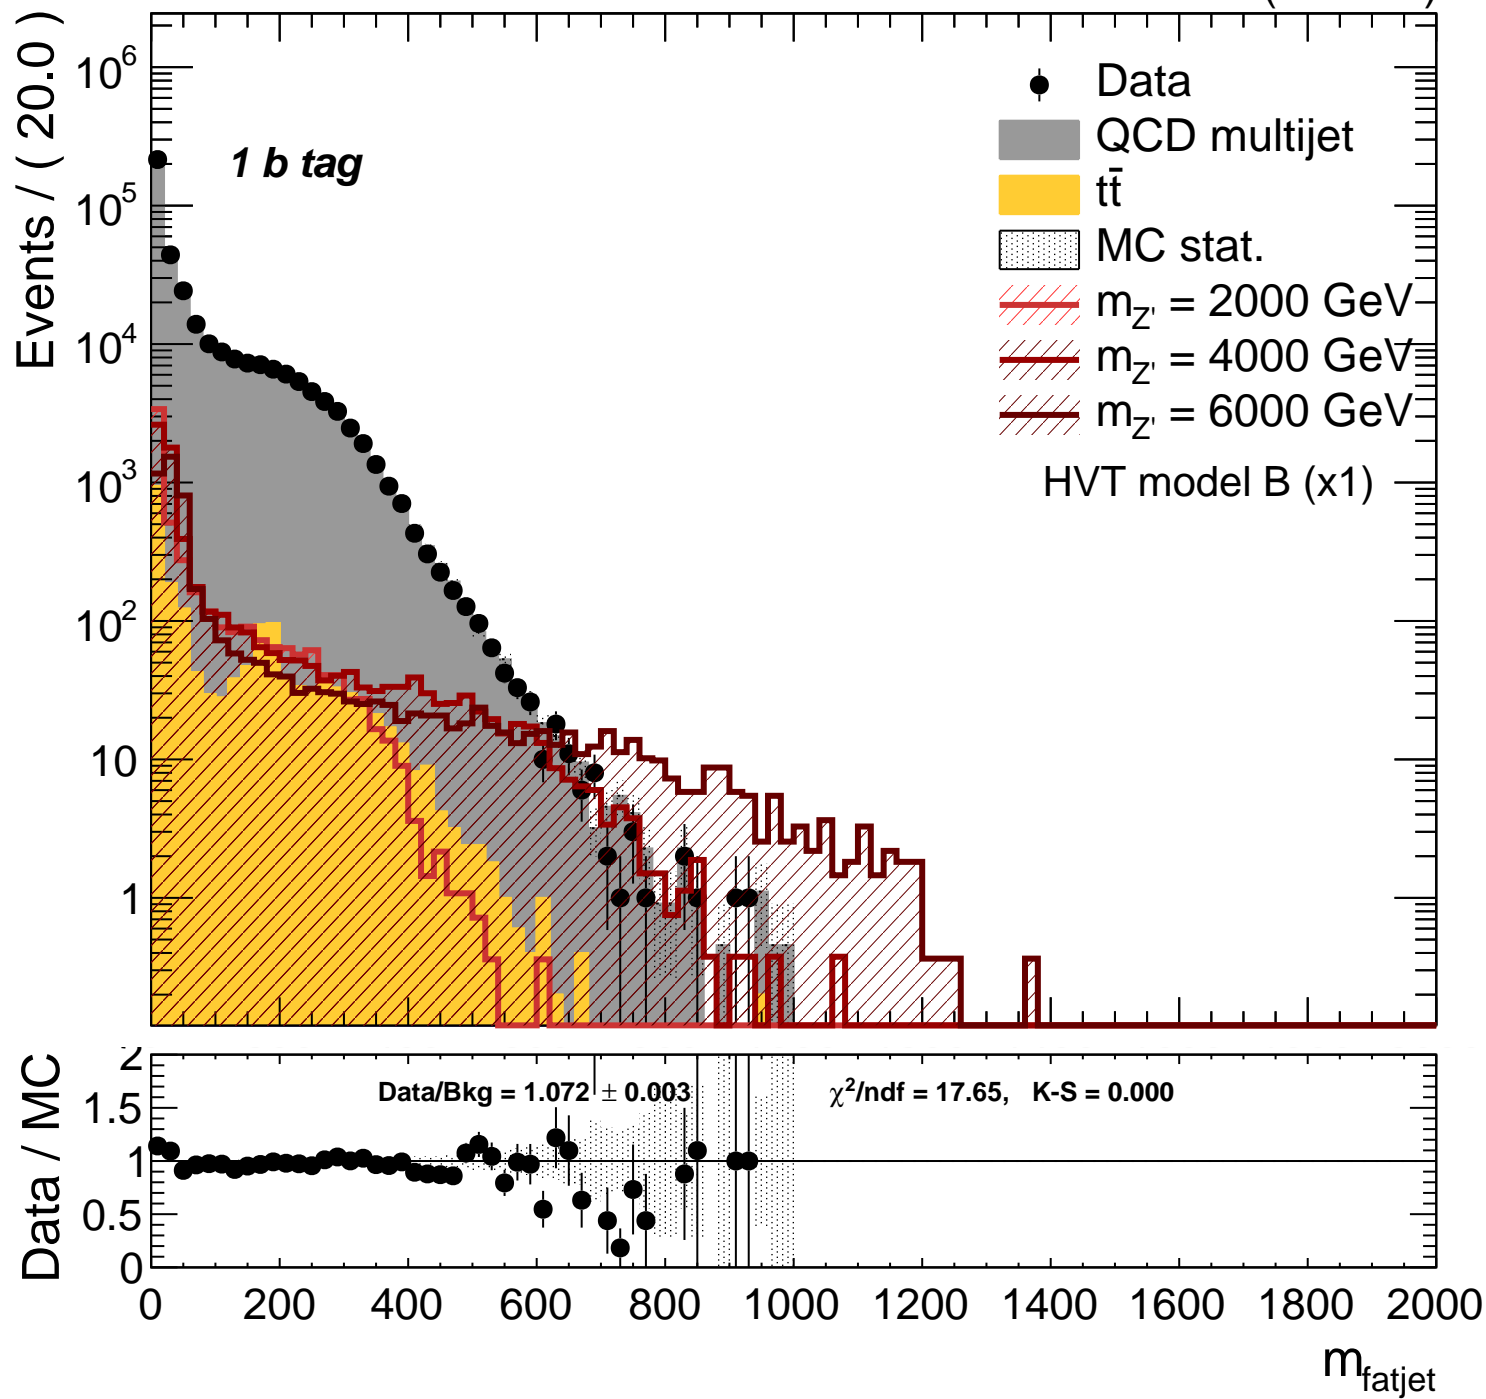 Events / ( 20.0 )
10^6
10^5
10^4
10^3
10^2
10
1
1 b tag
Data
QCD multijet
tt̄
MC stat.
m_Z' = 2000 GeV
m_Z' = 4000 GeV
m_Z' = 6000 GeV
HVT model B (x1)
Data / MC
2
1.5
1
0.5
0
Data/Bkg = 1.072 ± 0.003
χ²/ndf = 17.65, K-S = 0.000
0 200 400 600 800 1000 1200 1400 1600 1800 2000
m_fatjet